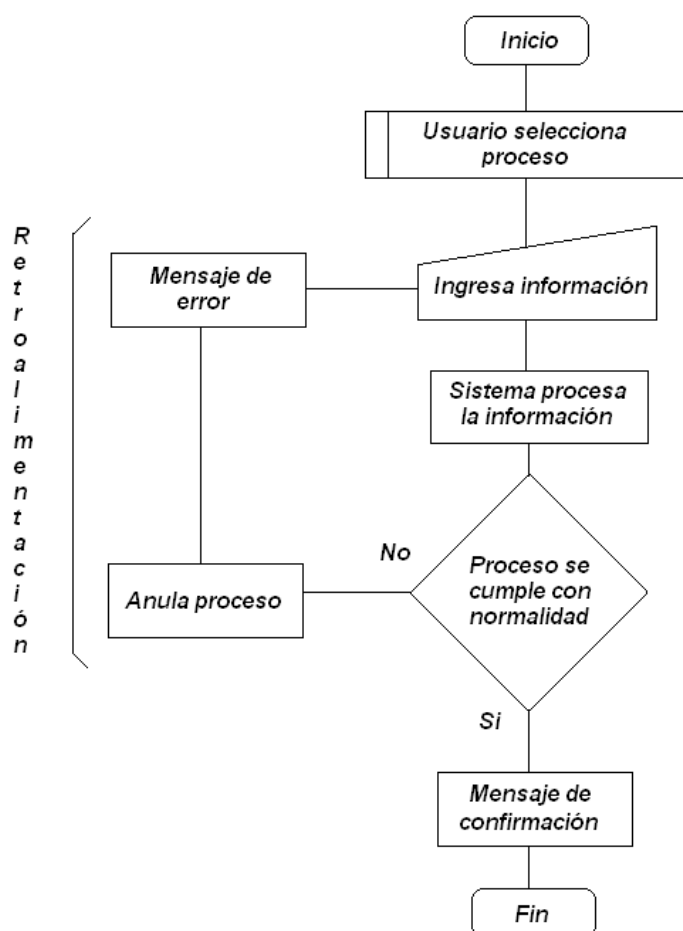 Inicio
Usuario selecciona
proceso
Retroalimentación
Mensaje de
error
Ingresa información
Sistema procesa
la información
No
Proceso se
cumple con
normalidad
Anula proceso
Si
Mensaje de
confirmación
Fin